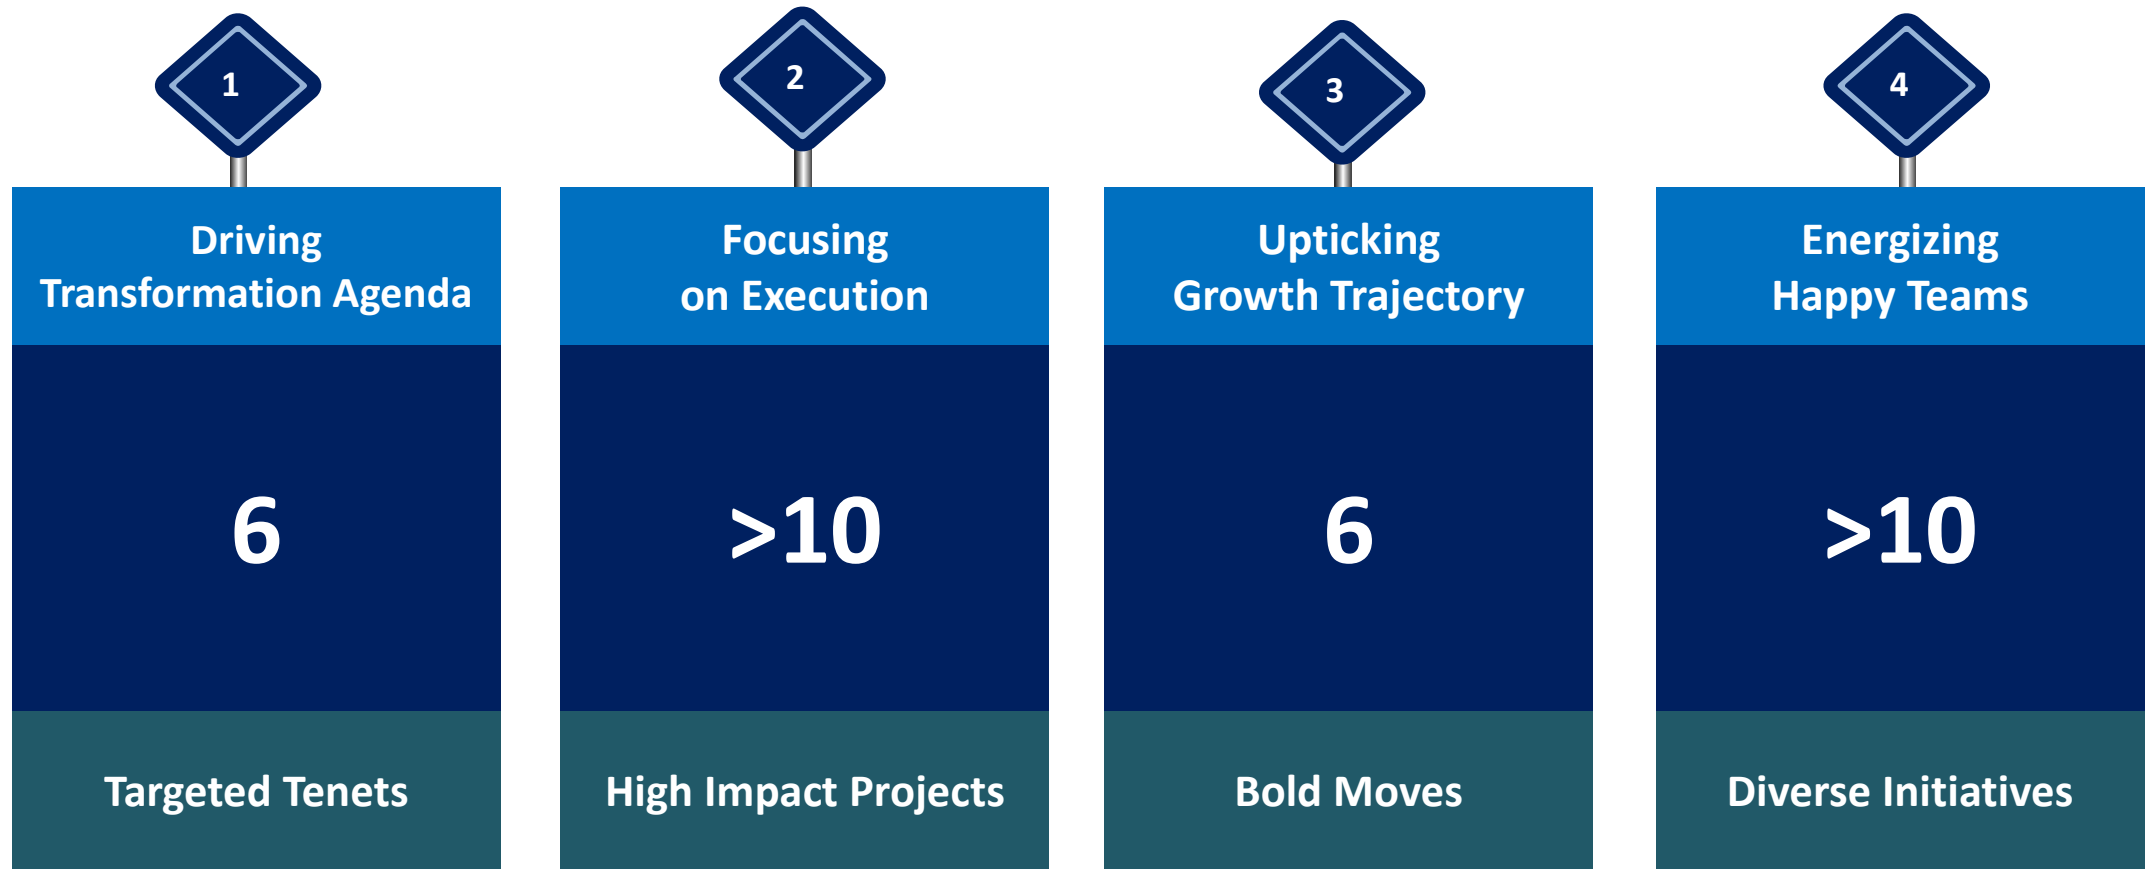 1
Driving
Transformation Agenda
6
Targeted Tenets
2
Focusing
on Execution
>10
High Impact Projects
3
Upticking
Growth Trajectory
6
Bold Moves
4
Energizing
Happy Teams
>10
Diverse Initiatives